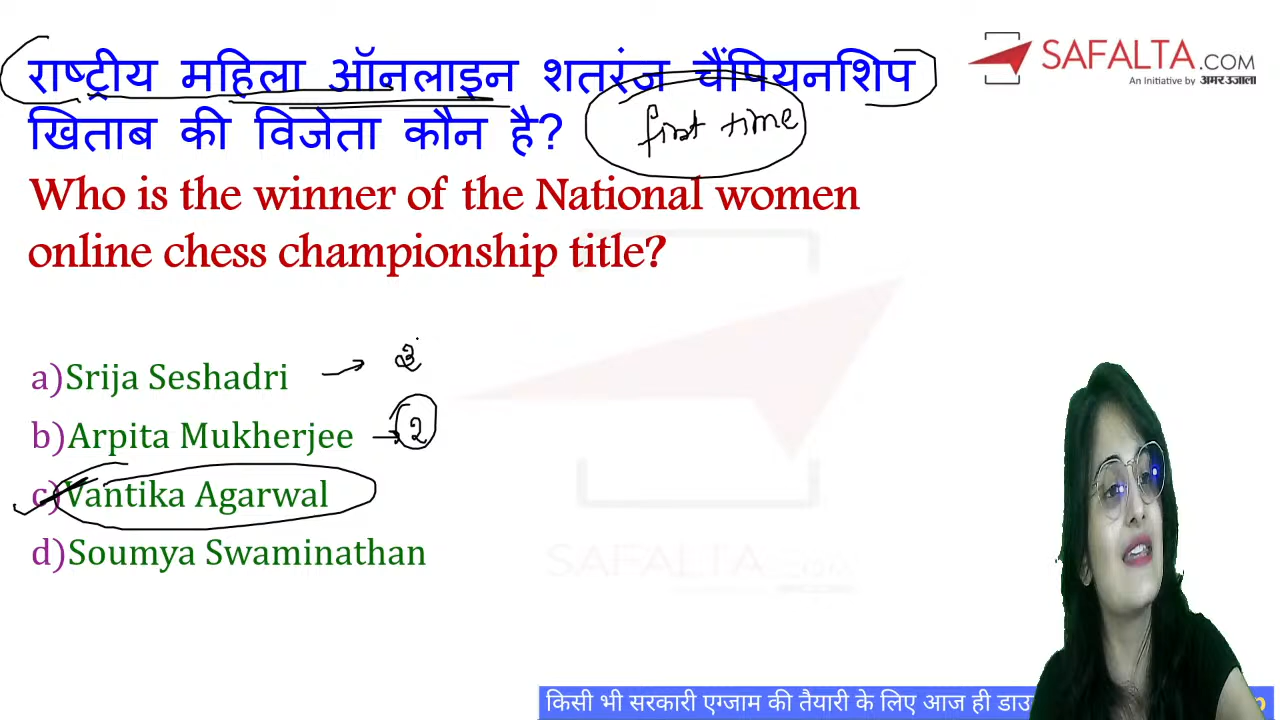 राष्ट्रीय महिला ऑनलाइन शतरंज चैंपियनशिप
खिताब की विजेता कौन है?
first time
Who is the winner of the National women
online chess championship title?
a)Srija Seshadri
b)Arpita Mukherjee → 2
c)Vantika Agarwal
d)Soumya Swaminathan
SAFALTA.COM
An Initiative by अमर उजाला
SAFALTA
किसी भी सरकारी एग्जाम की तैयारी के लिए आज ही